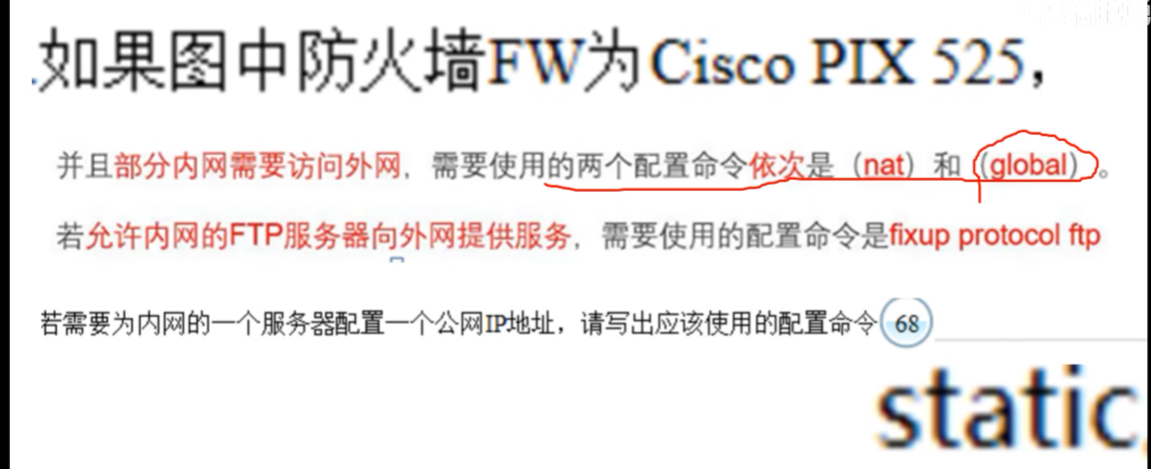 如果图中防火墙FW为Cisco PIX 525，
并且部分内网需要访问外网，需要使用的两个配置命令依次是（nat）和（global）。
若允许内网的FTP服务器向外网提供服务，需要使用的配置命令是fixup protocol ftp
若需要为内网的一个服务器配置一个公网IP地址，请写出应该使用的配置命令68
static